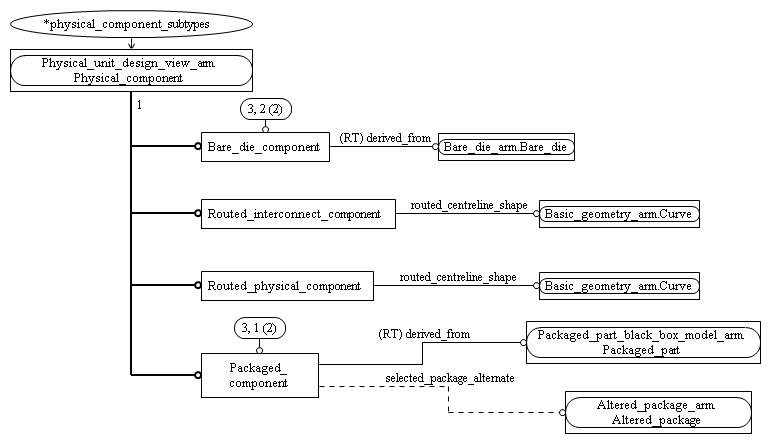 *physical_component_subtypes
Physical_unit_design_view_arm.
Physical_component
1
3, 2 (2)
Bare_die_component
(RT) derived_from
Bare_die_arm.Bare_die
Routed_interconnect_component
routed_centreline_shape
Basic_geometry_arm.Curve
Routed_physical_component
routed_centreline_shape
Basic_geometry_arm.Curve
3, 1 (2)
Packaged_
component
(RT) derived_from
Packaged_part_black_box_model_arm.
Packaged_part
selected_package_alternate
Altered_package_arm.
Altered_package